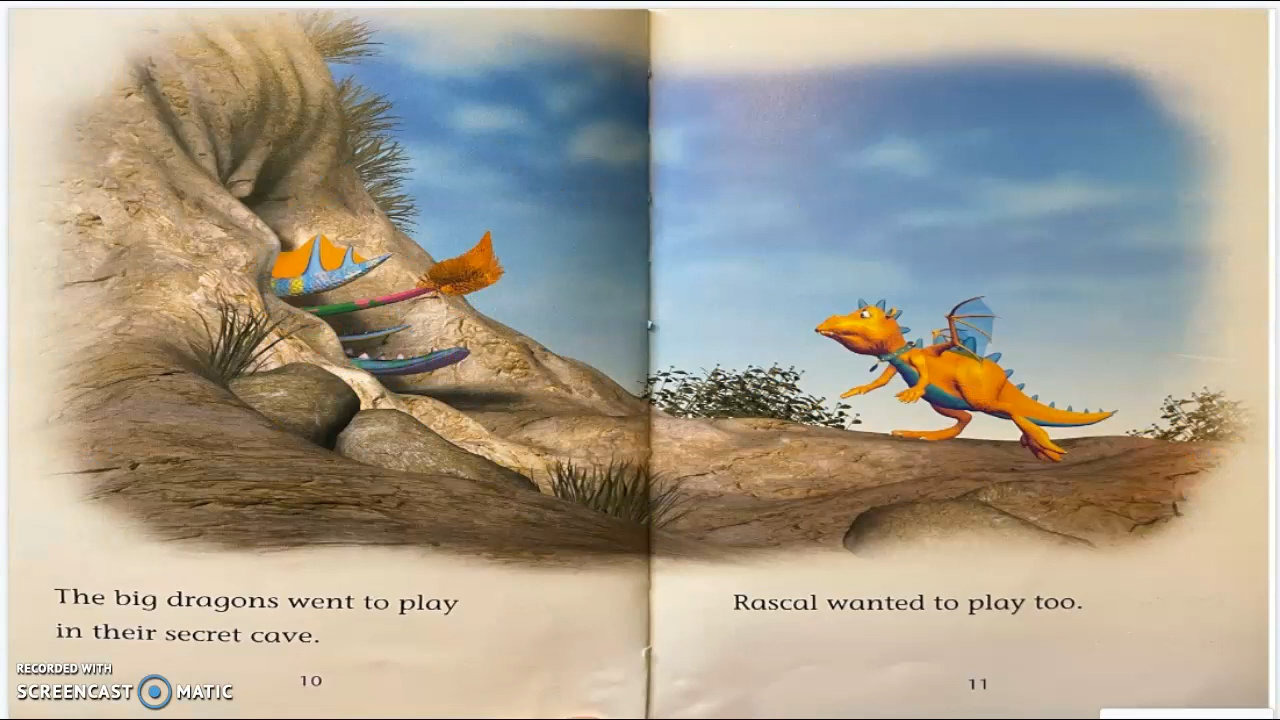 The big dragons went to play
in their secret cave.
10
Rascal wanted to play too.
11
RECORDED WITH
SCREENCAST MATIC